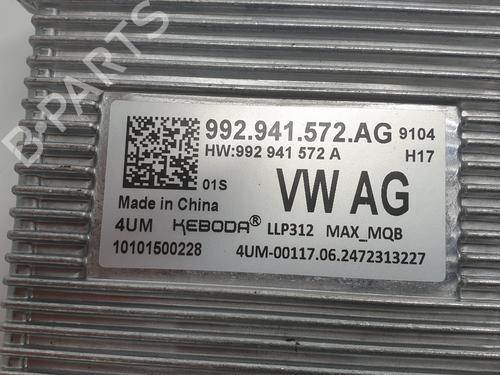 B-PARTS
992.941.572.AG 9104
HW:992 941 572 A H17
01S VW AG
Made in China
4UM KEBODA® LLP312 MAX_MQB
10101500228 4UM-00117.06.2472313227